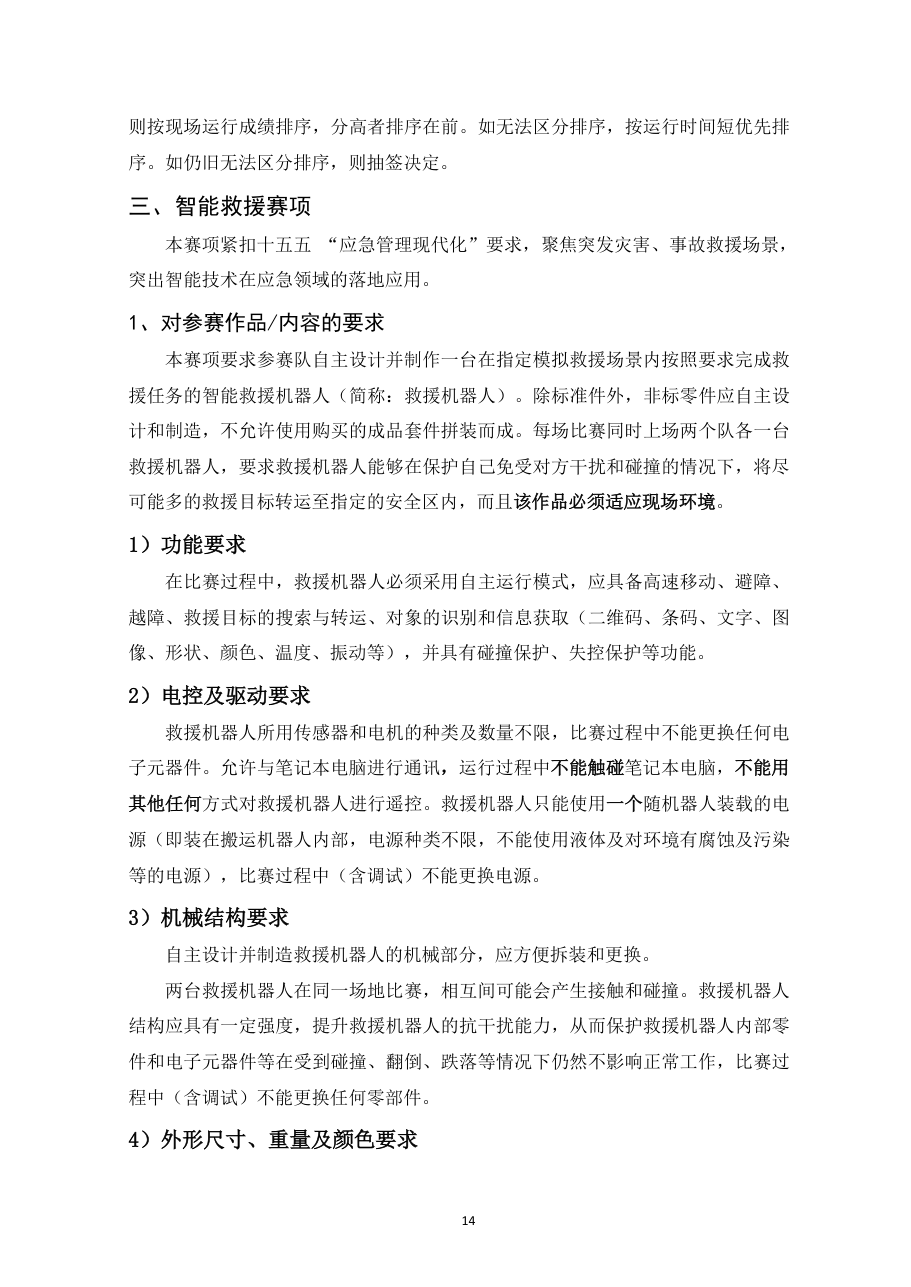 则按现场运行成绩排序，分高者排序在前。如无法区分排序，按运行时间短优先排
序。如仍旧无法区分排序，则抽签决定。
三、智能救援赛项
本赛项紧扣十五五 “应急管理现代化”要求，聚焦突发灾害、事故救援场景，
突出智能技术在应急领域的落地应用。
1、对参赛作品/内容的要求
本赛项要求参赛队自主设计并制作一台在指定模拟救援场景内按照要求完成救
援任务的智能救援机器人（简称：救援机器人）。除标准件外，非标零件应自主设
计和制造，不允许使用购买的成品套件拼装而成。每场比赛同时上场两个队各一台
救援机器人，要求救援机器人能够在保护自己免受对方干扰和碰撞的情况下，将尽
可能多的救援目标转运至指定的安全区内，而且该作品必须适应现场环境。
1）功能要求
在比赛过程中，救援机器人必须采用自主运行模式，应具备高速移动、避障、
越障、救援目标的搜索与转运、对象的识别和信息获取（二维码、条码、文字、图
像、形状、颜色、温度、振动等），并具有碰撞保护、失控保护等功能。
2）电控及驱动要求
救援机器人所用传感器和电机的种类及数量不限，比赛过程中不能更换任何电
子元器件。允许与笔记本电脑进行通讯，运行过程中不能触碰笔记本电脑，不能用
其他任何方式对救援机器人进行遥控。救援机器人只能使用一个随机器人装载的电
源（即装在搬运机器人内部，电源种类不限，不能使用液体及对环境有腐蚀及污染
等的电源），比赛过程中（含调试）不能更换电源。
3）机械结构要求
自主设计并制造救援机器人的机械部分，应方便拆装和更换。
两台救援机器人在同一场地比赛，相互间可能会产生接触和碰撞。救援机器人
结构应具有一定强度，提升救援机器人的抗干扰能力，从而保护救援机器人内部零
件和电子元器件等在受到碰撞、翻倒、跌落等情况下仍然不影响正常工作，比赛过
程中（含调试）不能更换任何零部件。
4）外形尺寸、重量及颜色要求
14